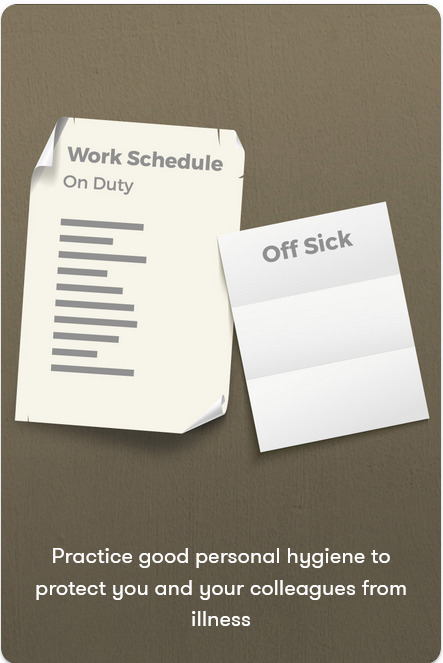 Work Schedule
On Duty
Off Sick
Practice good personal hygiene to
protect you and your colleagues from
illness